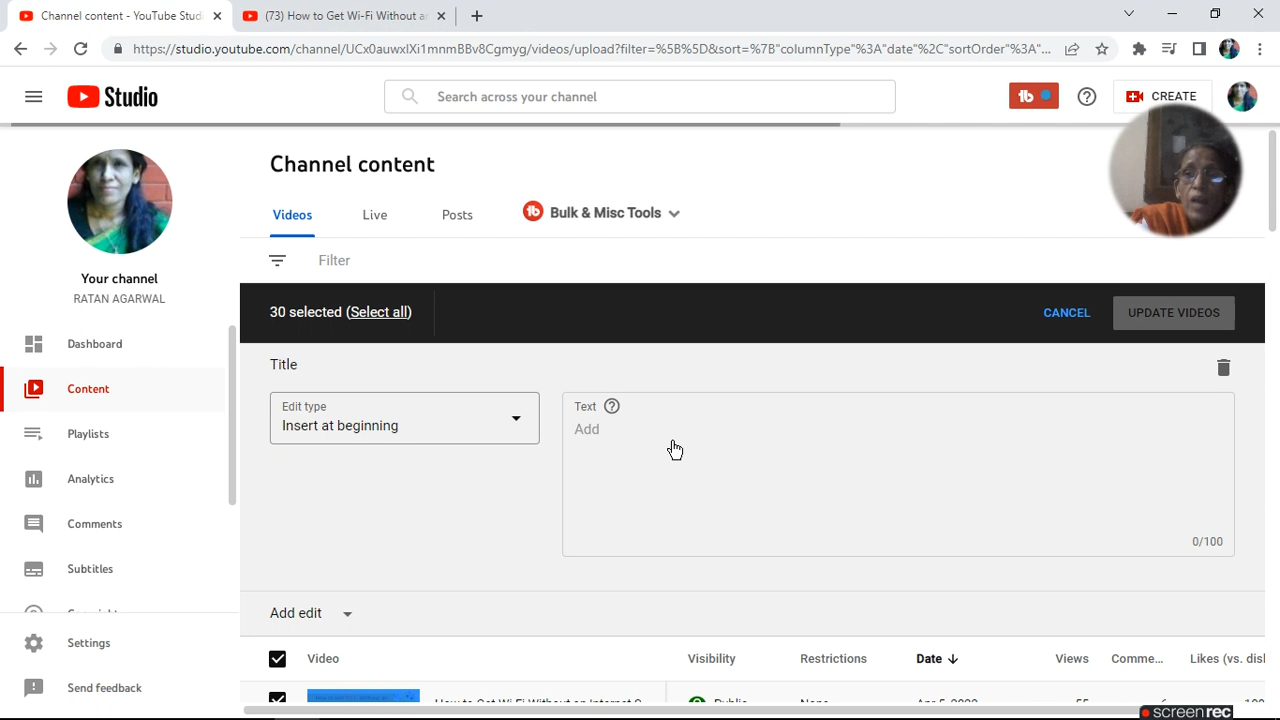 Channel content - YouTube Studi
(73) How to Get Wi-Fi Without an
https://studio.youtube.com/channel/UCx0auwxlXi1mnmBBv8Cgmyg/videos/upload?filter=%5B%5D&sort=%7B"columnType"%3A"date"%2C"sortOrder"%3A"...
Studio
Search across your channel
tb
CREATE
Channel content
Videos
Live
Posts
Bulk & Misc Tools
Your channel
RATAN AGARWAL
Filter
30 selected (Select all)
CANCEL
UPDATE VIDEOS
Dashboard
Content
Playlists
Analytics
Comments
Subtitles
Settings
Send feedback
Title
Edit type
Insert at beginning
Text
Add
0/100
Add edit
Video
Visibility
Restrictions
Date
Views
Comme...
Likes (vs. disl
screenrec